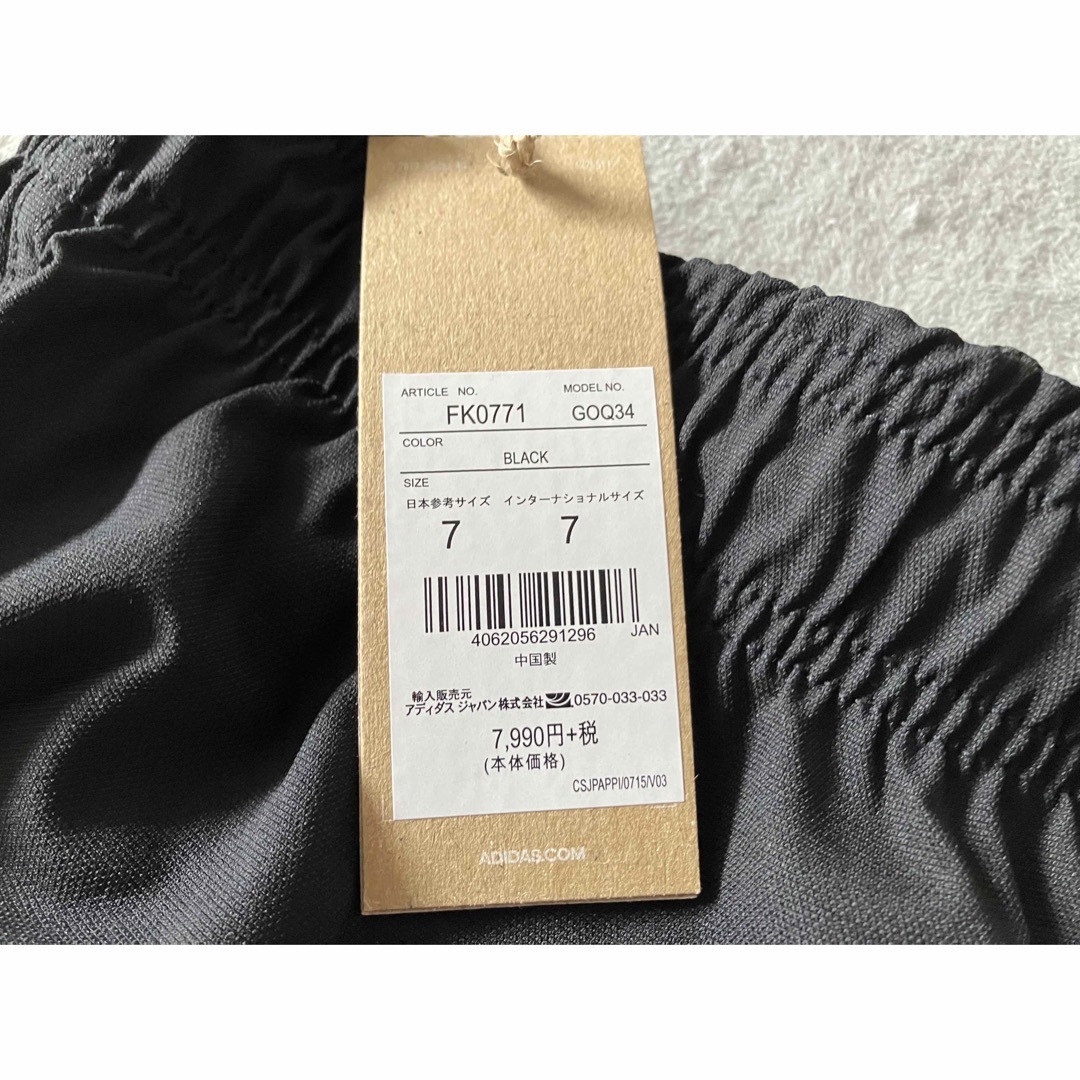 ARTICLE NO. MODEL NO.
FK0771 GOQ34
COLOR
BLACK
SIZE
日本参考サイズ インターナショナルサイズ
7 7
4062056291296 JAN
中国製
輸入販売元
アディダス ジャパン株式会社 0570-033-033
7,990円+税
(本体価格)
CSJPAPPI/0715/V03
ADIDAS.COM